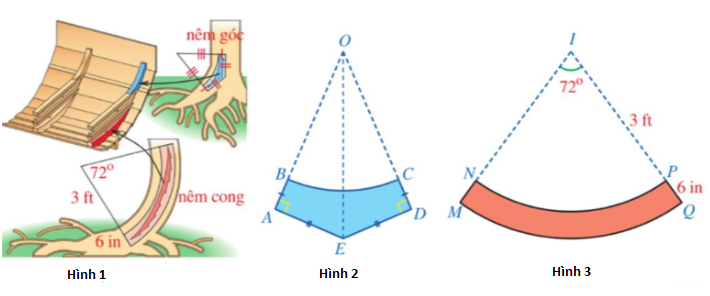 nêm góc
72°
3 ft
nêm cong
6 in
Hình 1
O
B
C
A
D
E
Hình 2
I
72°
3 ft
N
P
6 in
M
Q
Hình 3